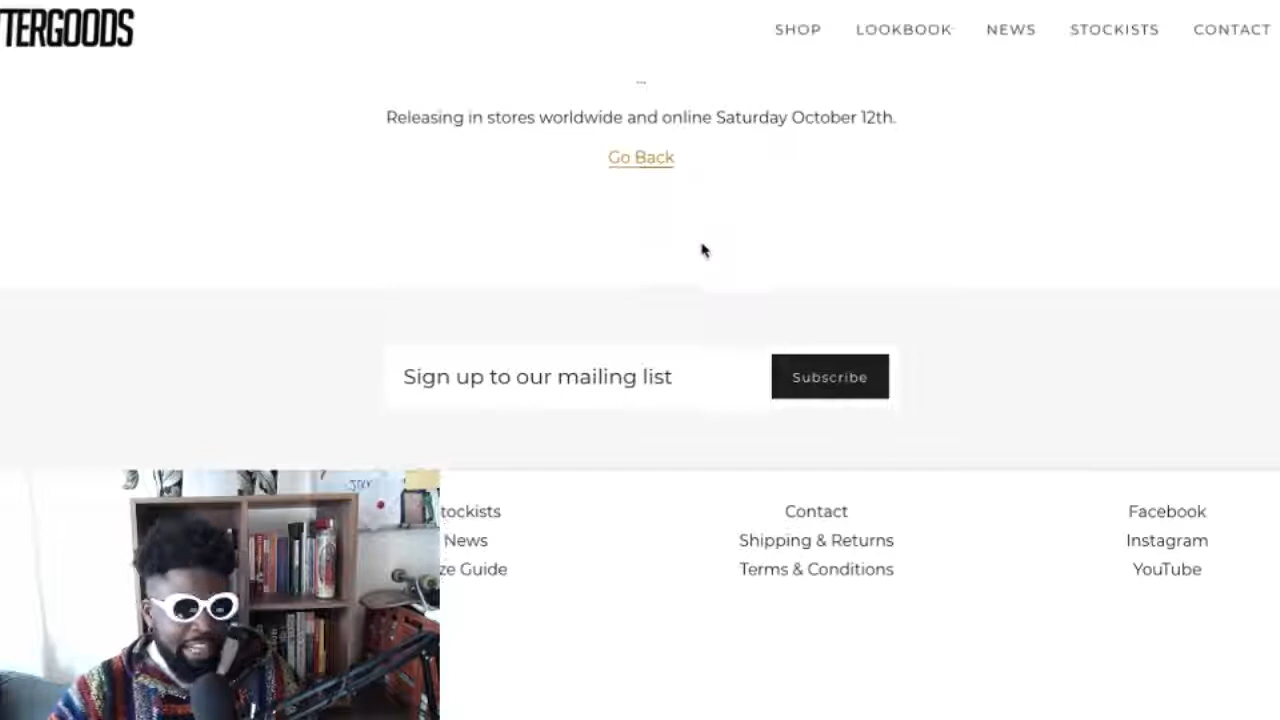 TTERGOODS
SHOP LOOKBOOK NEWS STOCKISTS CONTACT
...
Releasing in stores worldwide and online Saturday October 12th.
Go Back
Sign up to our mailing list Subscribe
tockists Contact Facebook
News Shipping & Returns Instagram
ze Guide Terms & Conditions YouTube